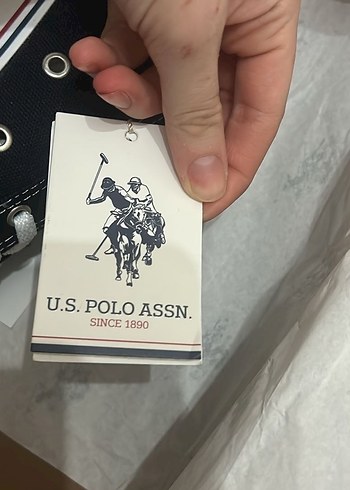 U.S. POLO ASSN.
SINCE 1890